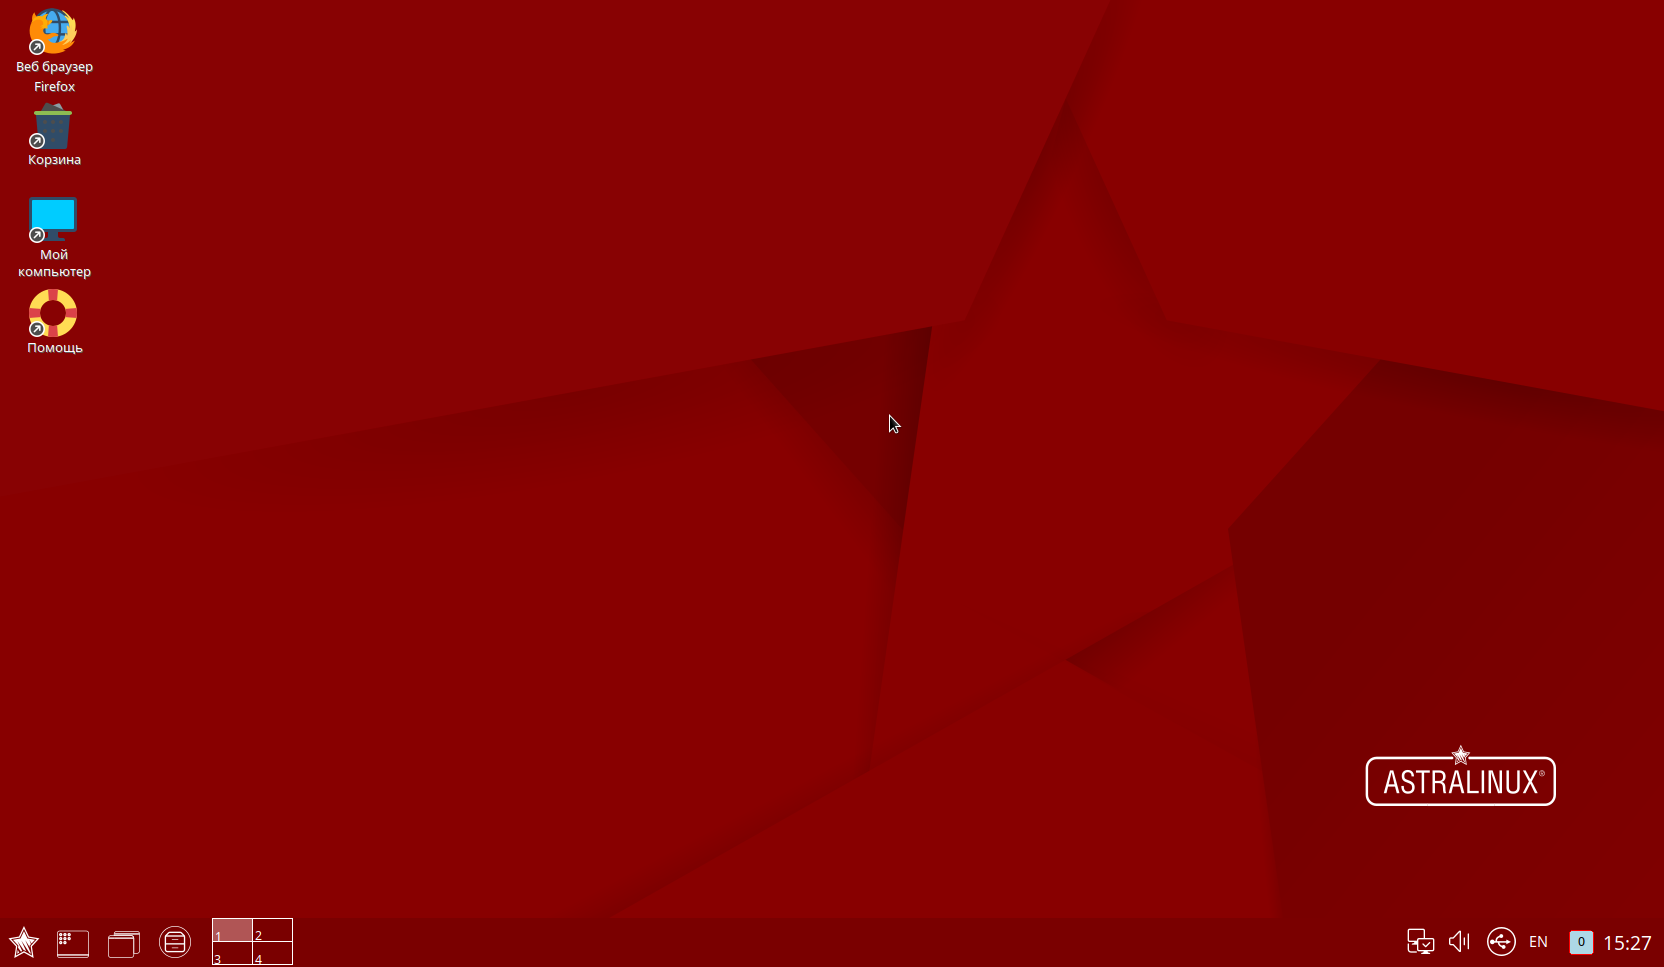 Веб браузер
Firefox
Корзина
Мой
компьютер
Помощь
ASTRALINUX®
1 2
3 4
EN 0 15:27